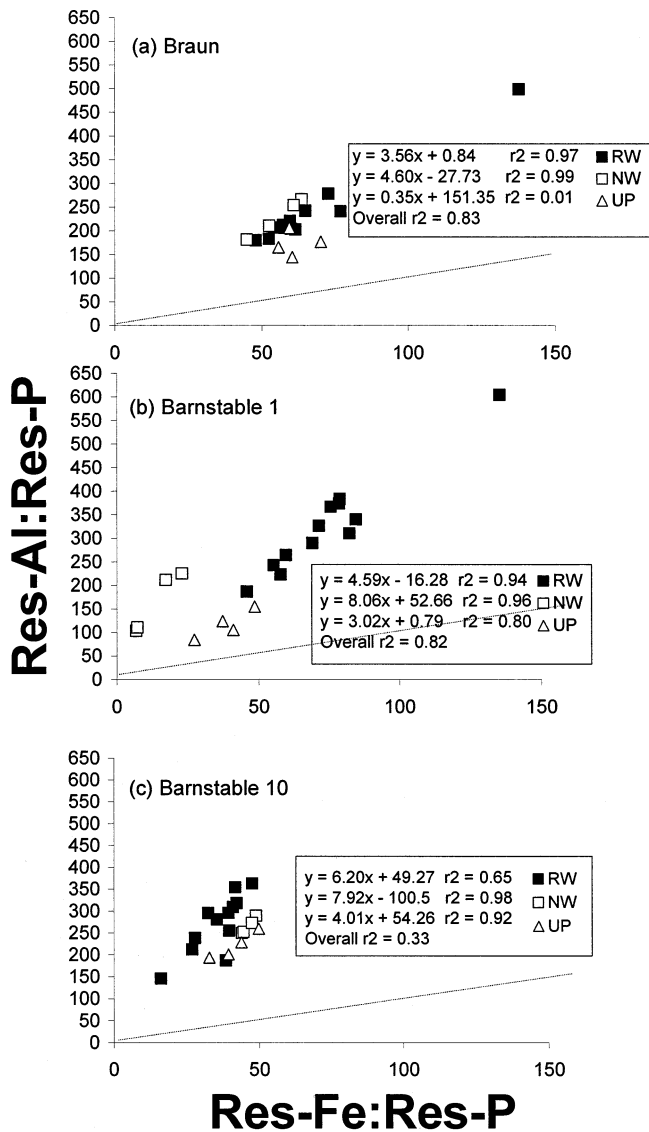 Res-Al:Res-P
650
600
550
500
450
400
350
300
250
200
150
100
50
0
(a) Braun
y = 3.56x + 0.84 r2 = 0.97 RW
y = 4.60x - 27.73 r2 = 0.99 NW
y = 0.35x + 151.35 r2 = 0.01 UP
Overall r2 = 0.83
0 50 100 150
650
600
550
500
450
400
350
300
250
200
150
100
50
0
(b) Barnstable 1
y = 4.59x - 16.28 r2 = 0.94 RW
y = 8.06x + 52.66 r2 = 0.96 NW
y = 3.02x + 0.79 r2 = 0.80 UP
Overall r2 = 0.82
0 50 100 150
650
600
550
500
450
400
350
300
250
200
150
100
50
0
(c) Barnstable 10
y = 6.20x + 49.27 r2 = 0.65 RW
y = 7.92x - 100.5 r2 = 0.98 NW
y = 4.01x + 54.26 r2 = 0.92 UP
Overall r2 = 0.33
0 50 100 150
Res-Fe:Res-P